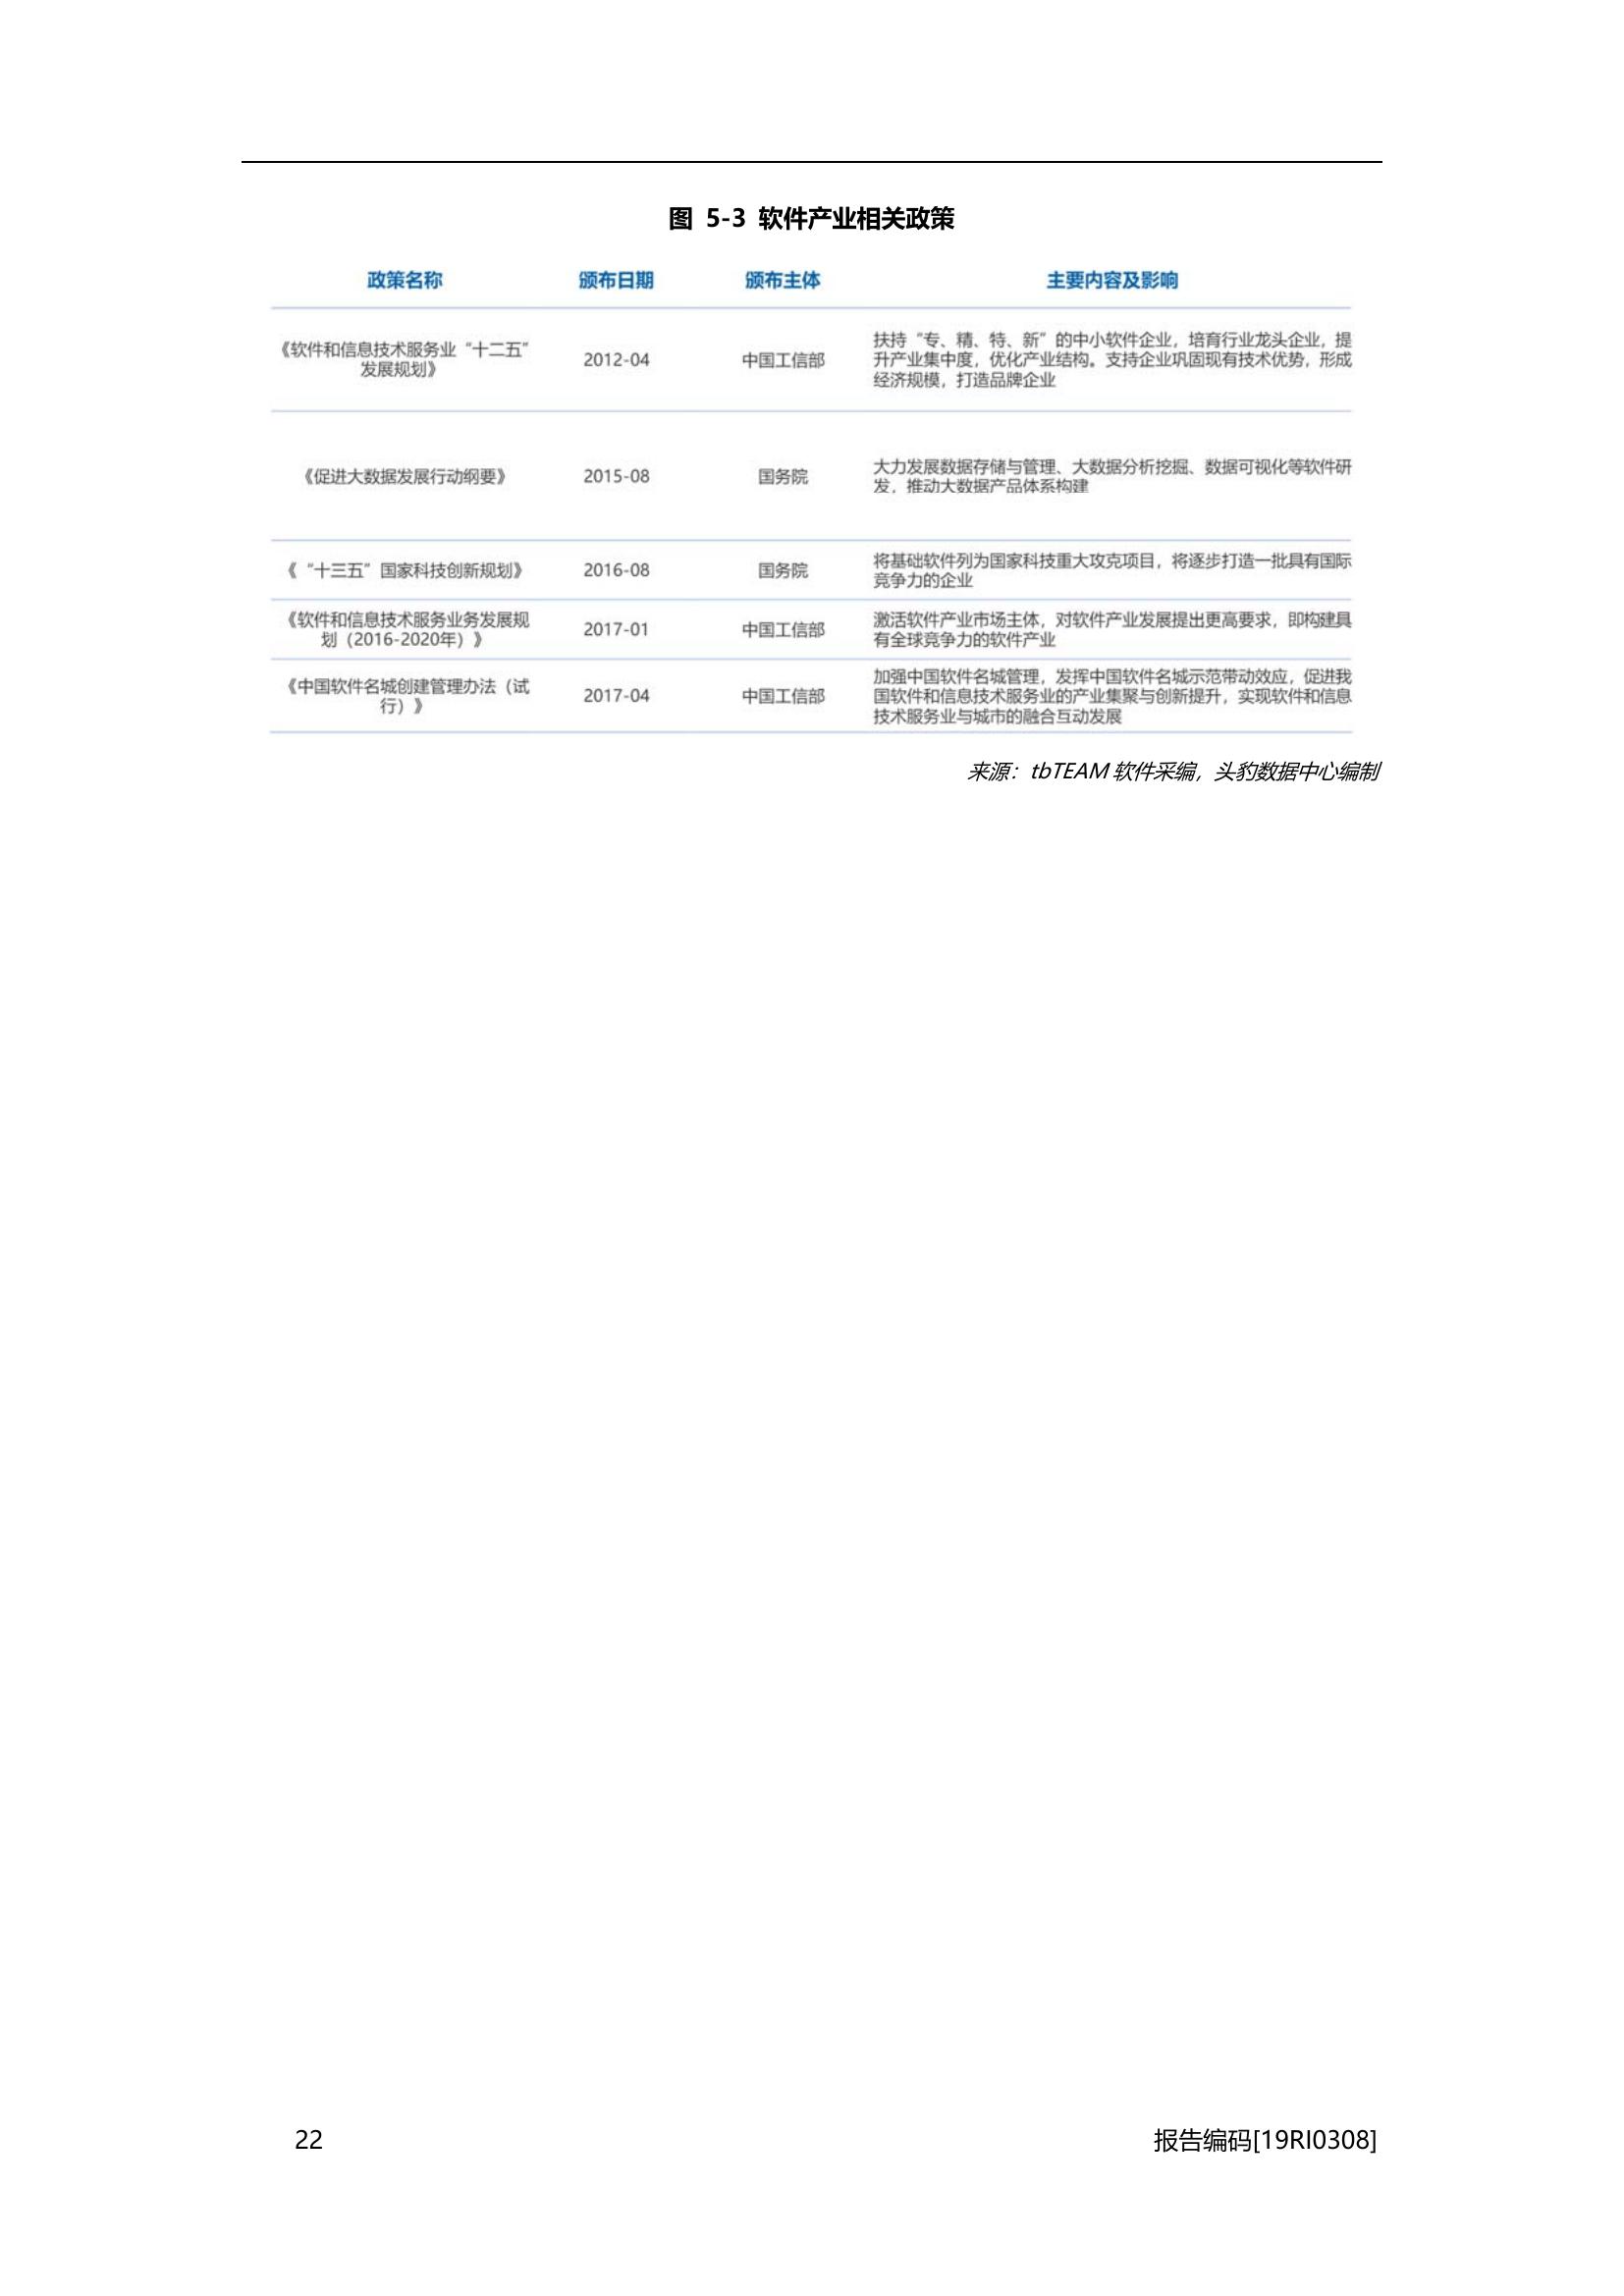 图 5-3 软件产业相关政策
政策名称 颁布日期 颁布主体 主要内容及影响
《软件和信息技术服务业“十二五”
发展规划》
2012-04
中国工信部
扶持“专、精、特、新”的中小软件企业，培育行业龙头企业，提
升产业集中度，优化产业结构。支持企业巩固现有技术优势，形成
经济规模，打造品牌企业
《促进大数据发展行动纲要》
2015-08
国务院
大力发展数据存储与管理、大数据分析挖掘、数据可视化等软件研
发，推动大数据产品体系构建
《“十三五”国家科技创新规划》
2016-08
国务院
将基础软件列为国家科技重大攻克项目，将逐步打造一批具有国际
竞争力的企业
《软件和信息技术服务业务发展规
划（2016-2020年）》
2017-01
中国工信部
激活软件产业市场主体，对软件产业发展提出更高要求，即构建具
有全球竞争力的软件产业
《中国软件名城创建管理办法（试
行）》
2017-04
中国工信部
加强中国软件名城管理，发挥中国软件名城示范带动效应，促进我
国软件和信息技术服务业的产业集聚与创新提升，实现软件和信息
技术服务业与城市的融合互动发展
来源：tbTEAM 软件采编，头豹数据中心编制
22
报告编码[19RI0308]